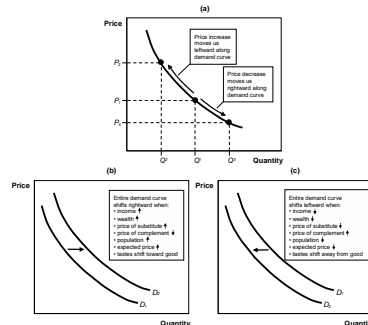 (a)
Price
Price increase
moves us
leftward along
demand curve
Price decrease
moves us
rightward along
demand curve
P₂
P₁
P₃
Q² Q¹ Q³ Quantity
(b)
Price
Entire demand curve
shifts rightward when:
• income ↑
• wealth ↑
• price of substitute ↑
• price of complement ↓
• population ↑
• expected price ↑
• tastes shift toward good
D₂
D₁
Quantity
(c)
Price
Entire demand curve
shifts leftward when:
• income ↓
• wealth ↓
• price of substitute ↓
• price of complement ↑
• population ↓
• expected price ↓
• tastes shift away from good
D₁
D₂
Quantity